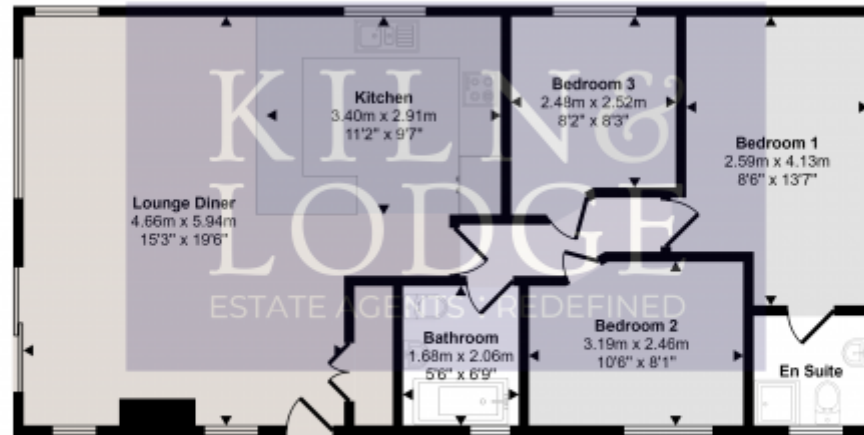 Kitchen
3.40m x 2.91m
11'2" x 9'7"
Bedroom 3
2.48m x 2.52m
8'2" x 8'3"
Bedroom 1
2.59m x 4.13m
8'6" x 13'7"
Lounge Diner
4.66m x 5.94m
15'3" x 19'6"
KILN &
LODGE
ESTATE AGENTS • REDEFINED
Bathroom
1.68m x 2.06m
5'6" x 6'9"
Bedroom 2
3.19m x 2.46m
10'6" x 8'1"
En Suite